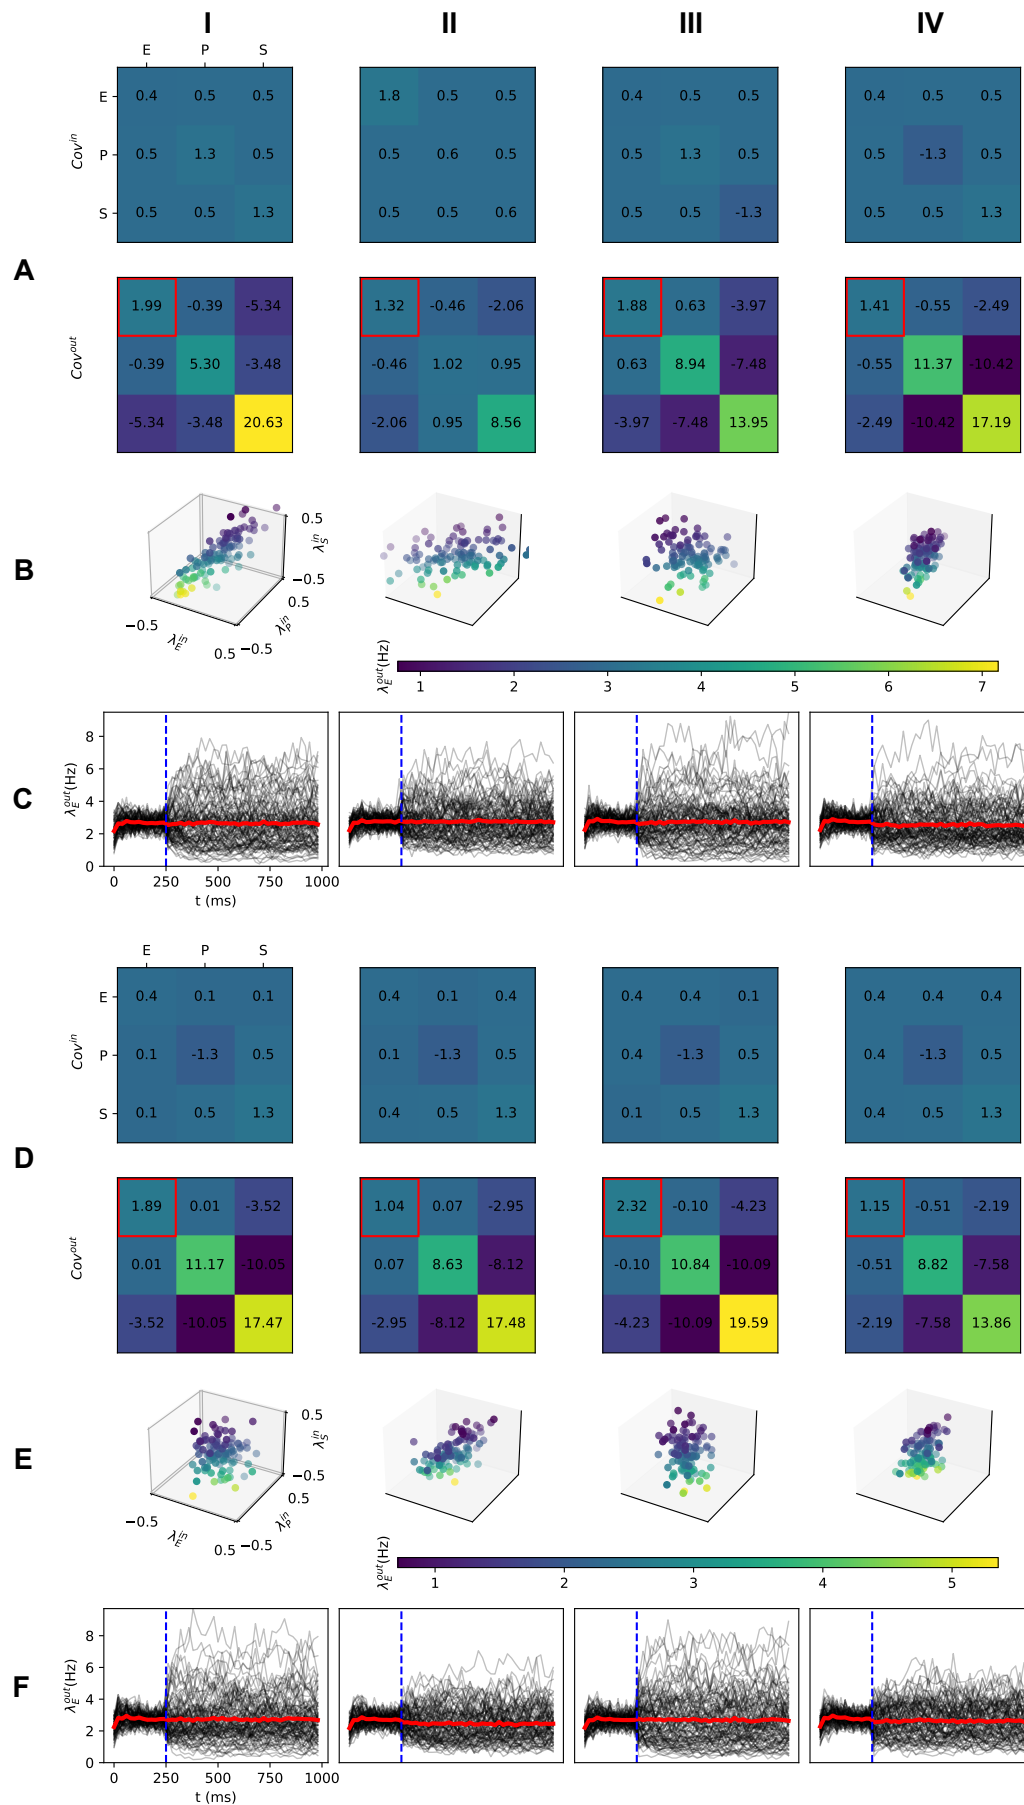 I II III IV
E P S
E 0.4 0.5 0.5 1.8 0.5 0.5 0.4 0.5 0.5 0.4 0.5 0.5
Cov^in P 0.5 1.3 0.5 0.5 0.6 0.5 0.5 1.3 0.5 0.5 -1.3 0.5
S 0.5 0.5 1.3 0.5 0.5 0.6 0.5 0.5 -1.3 0.5 0.5 1.3
A
1.99 -0.39 -5.34 1.32 -0.46 -2.06 1.88 0.63 -3.97 1.41 -0.55 -2.49
Cov^out -0.39 5.30 -3.48 -0.46 1.02 0.95 0.63 8.94 -7.48 -0.55 11.37 -10.42
-5.34 -3.48 20.63 -2.06 0.95 8.56 -3.97 -7.48 13.95 -2.49 -10.42 17.19
B
0.5
λ_S^in
−0.5
0.5
λ_P^in
−0.5
−0.5
λ_E^in
0.5
λ_E^out(Hz)
1 2 3 4 5 6 7
C
λ_E^out(Hz)
8
6
4
2
0
0 250 500 750 1000
t (ms)
E P S
E 0.4 0.1 0.1 0.4 0.1 0.4 0.4 0.4 0.1 0.4 0.4 0.4
Cov^in P 0.1 -1.3 0.5 0.1 -1.3 0.5 0.4 -1.3 0.5 0.4 -1.3 0.5
S 0.1 0.5 1.3 0.4 0.5 1.3 0.1 0.5 1.3 0.4 0.5 1.3
D
1.89 0.01 -3.52 1.04 0.07 -2.95 2.32 -0.10 -4.23 1.15 -0.51 -2.19
Cov^out 0.01 11.17 -10.05 0.07 8.63 -8.12 -0.10 10.84 -10.09 -0.51 8.82 -7.58
-3.52 -10.05 17.47 -2.95 -8.12 17.48 -4.23 -10.09 19.59 -2.19 -7.58 13.86
E
0.5
λ_S^in
−0.5
0.5
λ_P^in
−0.5
−0.5
λ_E^in
0.5
λ_E^out(Hz)
1 2 3 4 5
F
λ_E^out(Hz)
8
6
4
2
0
0 250 500 750 1000
t (ms)